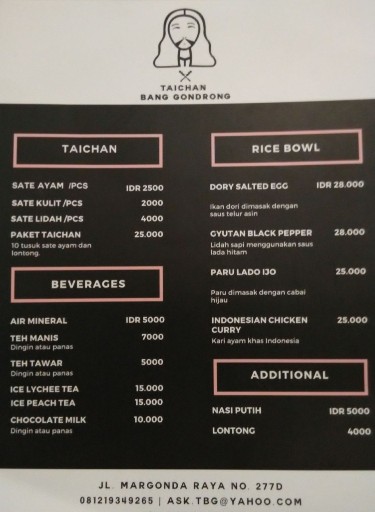 TAICHAN
BANG GONDRONG
TAICHAN
SATE AYAM /PCS IDR 2500
SATE KULIT /PCS 2000
SATE LIDAH /PCS 4000
PAKET TAICHAN 25.000
10 tusuk sate ayam dan
lontong.
BEVERAGES
AIR MINERAL IDR 5000
TEH MANIS 7000
Dingin atau panas
TEH TAWAR 5000
Dingin atau panas
ICE LYCHEE TEA 15.000
ICE PEACH TEA 15.000
CHOCOLATE MILK 10.000
Dingin atau panas
RICE BOWL
DORY SALTED EGG IDR 28.000
Ikan dori dimasak dengan
saus telur asin
GYUTAN BLACK PEPPER 28.000
Lidah sapi menggunakan saus
lada hitam
PARU LADO IJO 25.000
Paru dimasak dengan cabai
hijau
INDONESIAN CHICKEN 25.000
CURRY
Kari ayam khas Indonesia
ADDITIONAL
NASI PUTIH IDR 5000
LONTONG 4000
JL. MARGONDA RAYA NO. 277D
081219349265 | ASK.TBG@YAHOO.COM